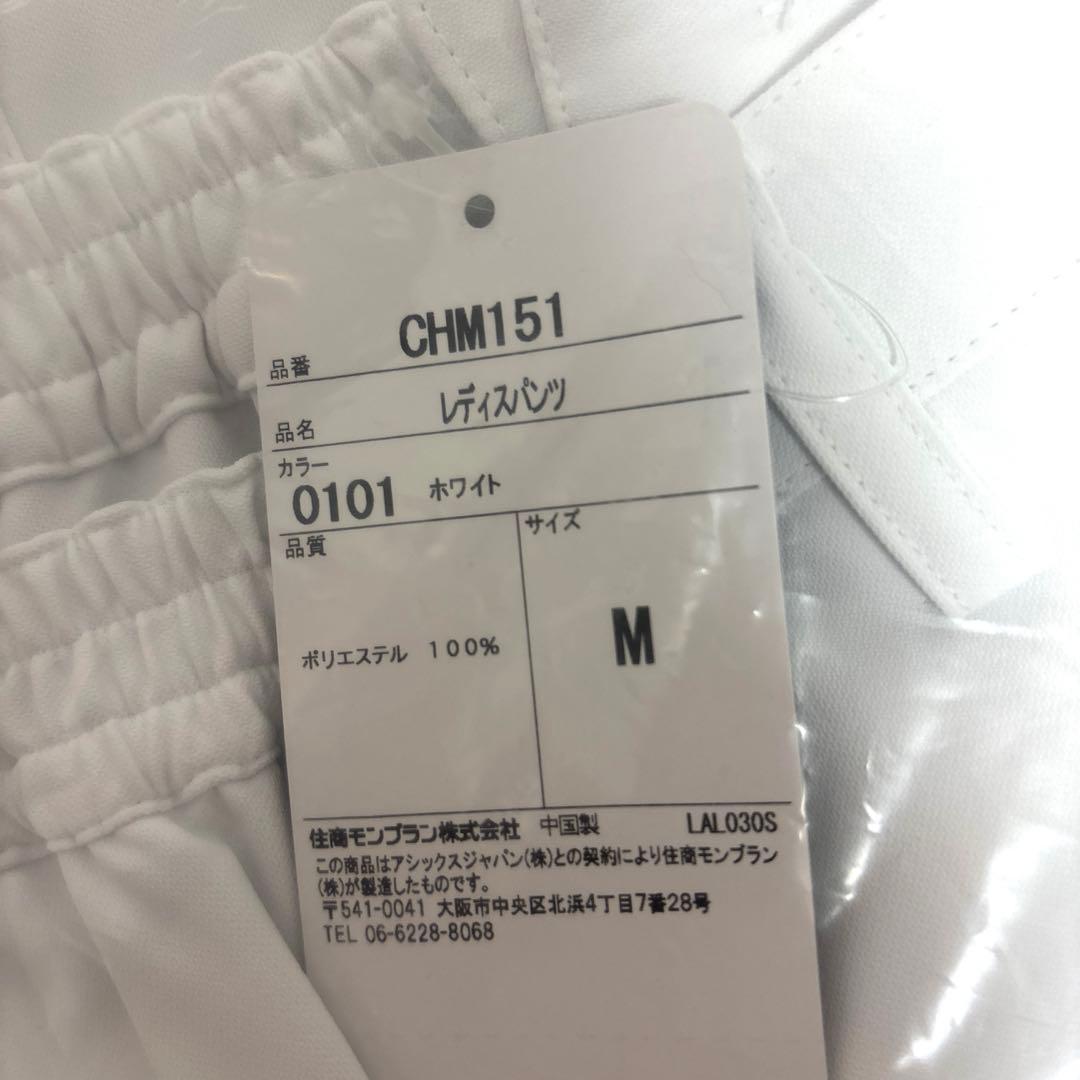 品番 CHM151
品名 レディスパンツ
カラー
0101 ホワイト
品質 サイズ
ポリエステル 100% M
住商モンブラン株式会社 中国製 LAL030S
この商品はアシックスジャパン(株)との契約により住商モンブラン
(株)が製造したものです。
〒541-0041 大阪市中央区北浜4丁目7番28号
TEL 06-6228-8068